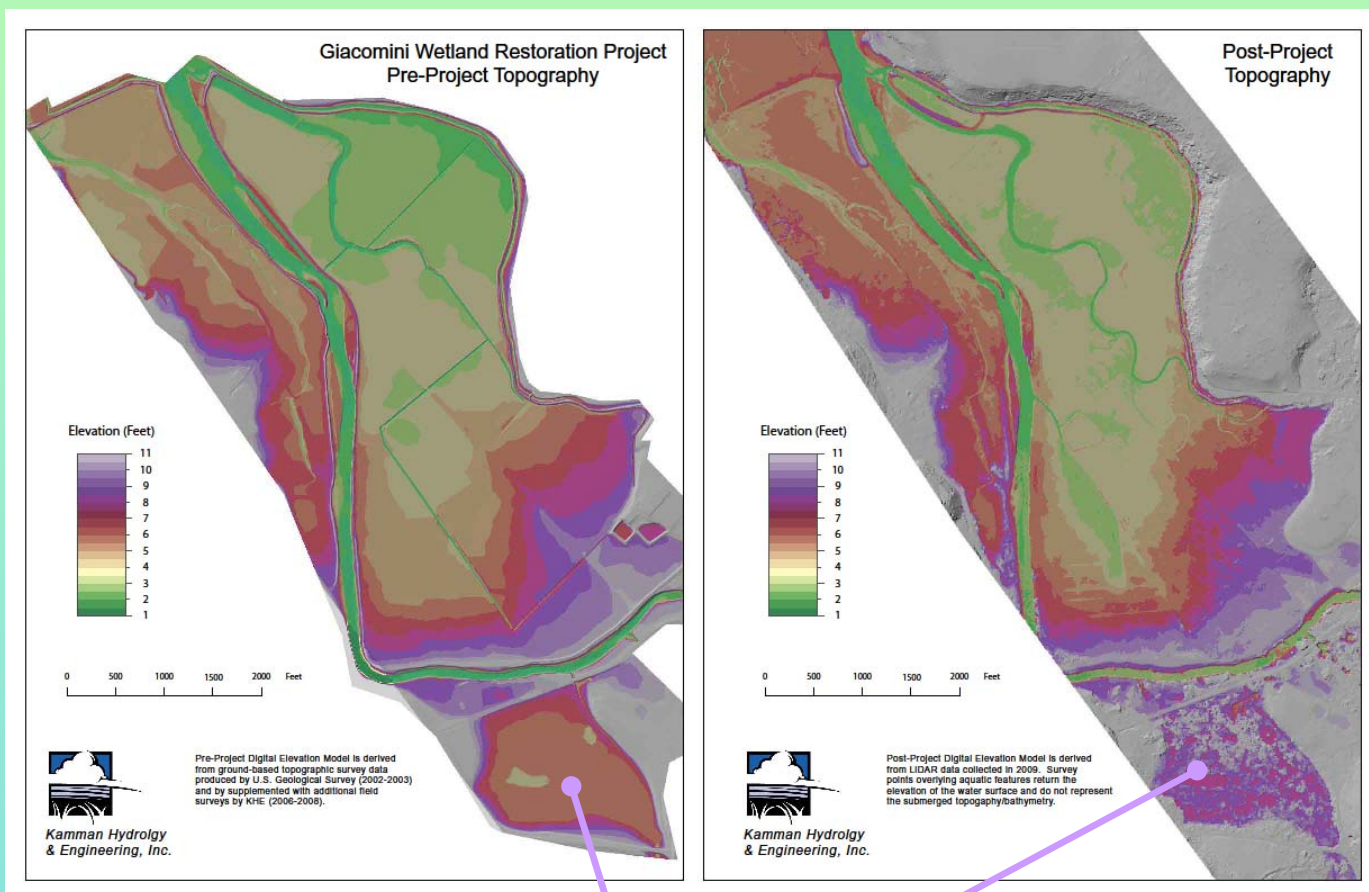 Giacomini Wetland Restoration Project
Pre-Project Topography
Elevation (Feet)
11
10
9
8
7
6
5
4
3
2
1
0 500 1000 1500 2000 Feet
Kamman Hydrolgy
& Engineering, Inc.
Pre-Project Digital Elevation Model is derived
from ground-based topographic survey data
produced by U.S. Geological Survey (2002-2003)
and by supplemented with additional field
surveys by KHE (2006-2008).
Post-Project
Topography
Elevation (Feet)
11
10
9
8
7
6
5
4
3
2
1
0 500 1000 1500 2000 Feet
Kamman Hydrolgy
& Engineering, Inc.
Post-Project Digital Elevation Model is derived
from LiDAR data collected in 2009. Survey
points overlying aquatic features return the
elevation of the water surface and do not represent
the submerged topogaphy/bathymetry.